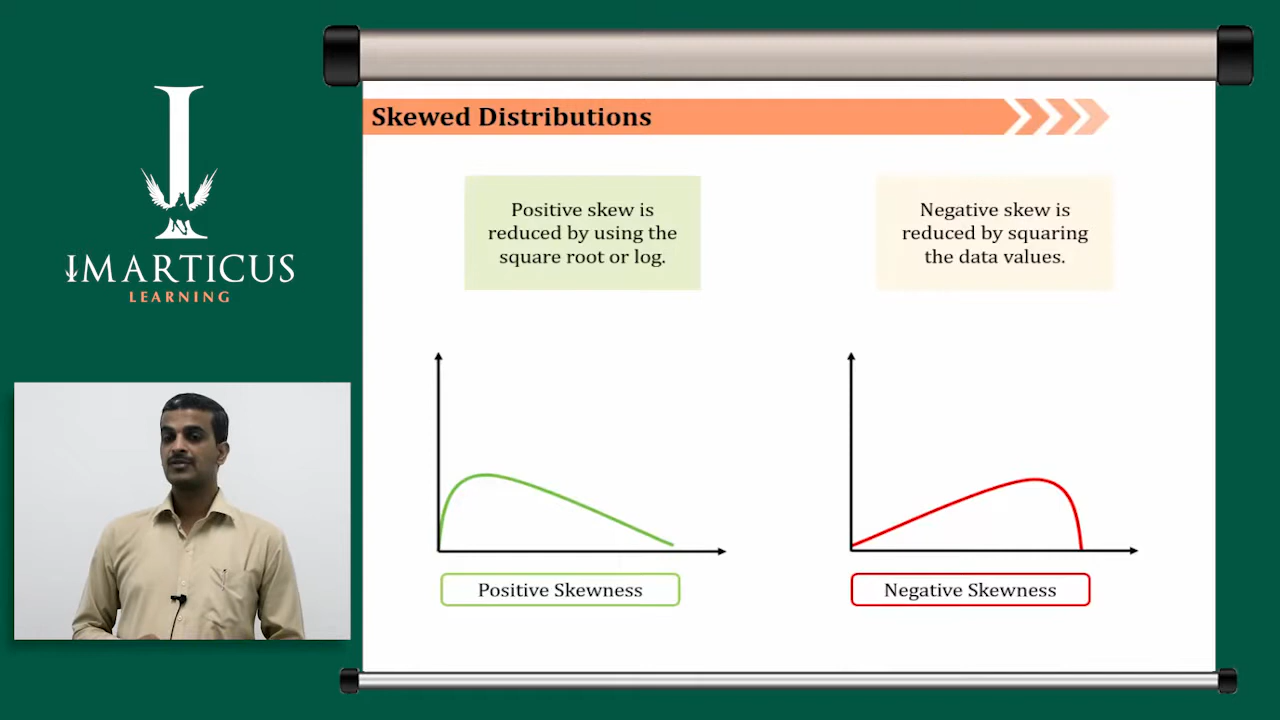 IMARTICUS
LEARNING
Skewed Distributions
Positive skew is
reduced by using the
square root or log.
Negative skew is
reduced by squaring
the data values.
Positive Skewness
Negative Skewness